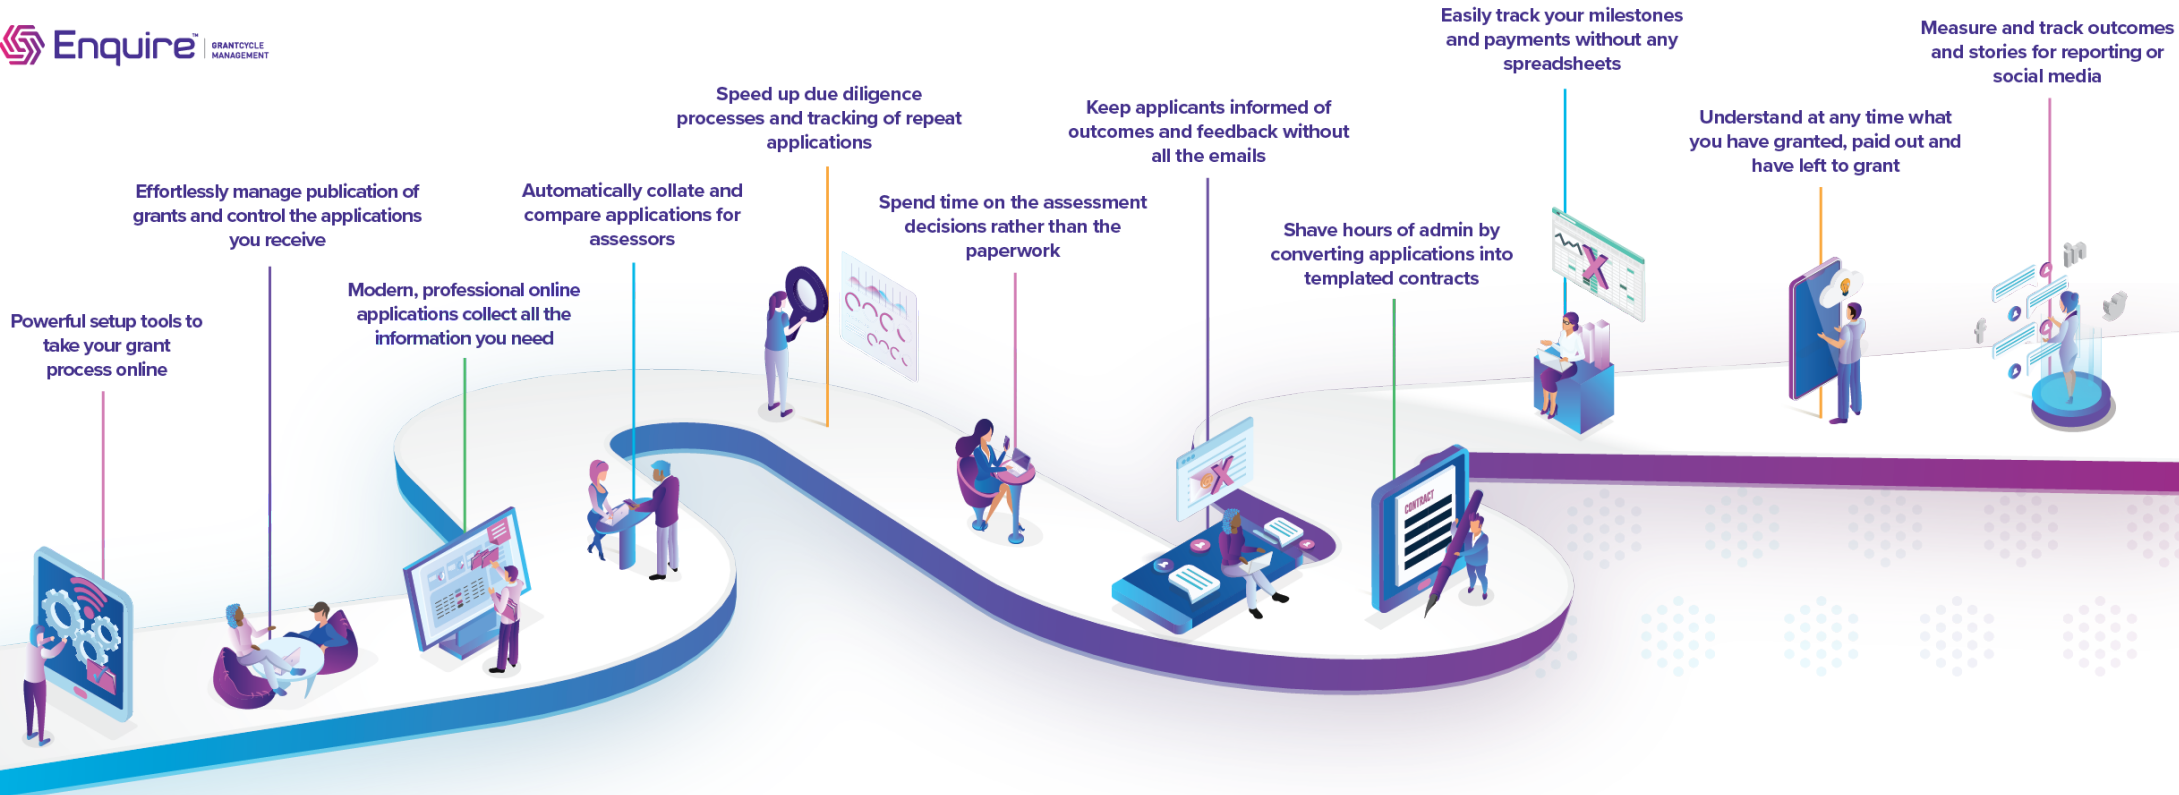 Enquire™
GRANTCYCLE
MANAGEMENT
Powerful setup tools to
take your grant
process online
Effortlessly manage publication of
grants and control the applications
you receive
Modern, professional online
applications collect all the
information you need
Automatically collate and
compare applications for
assessors
Speed up due diligence
processes and tracking of repeat
applications
Spend time on the assessment
decisions rather than the
paperwork
Keep applicants informed of
outcomes and feedback without
all the emails
Shave hours of admin by
converting applications into
templated contracts
CONTRACT
Easily track your milestones
and payments without any
spreadsheets
X
X
Understand at any time what
you have granted, paid out and
have left to grant
Measure and track outcomes
and stories for reporting or
social media
in
f